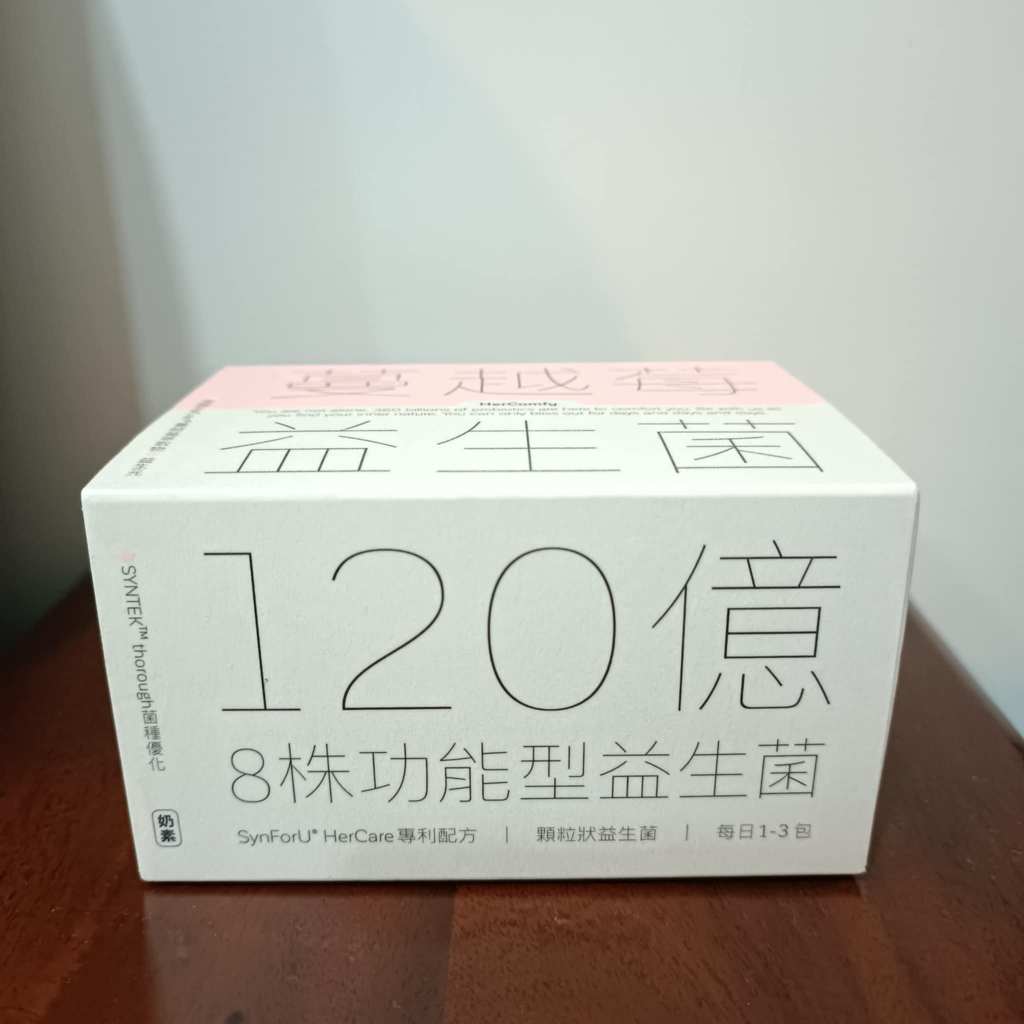 蔓越莓
HerComfy
益生菌
120億
8株功能型益生菌
SynForU® HerCare專利配方 | 顆粒狀益生菌 | 每日1-3包
SYNTEK™ thorough菌種優化
奶素